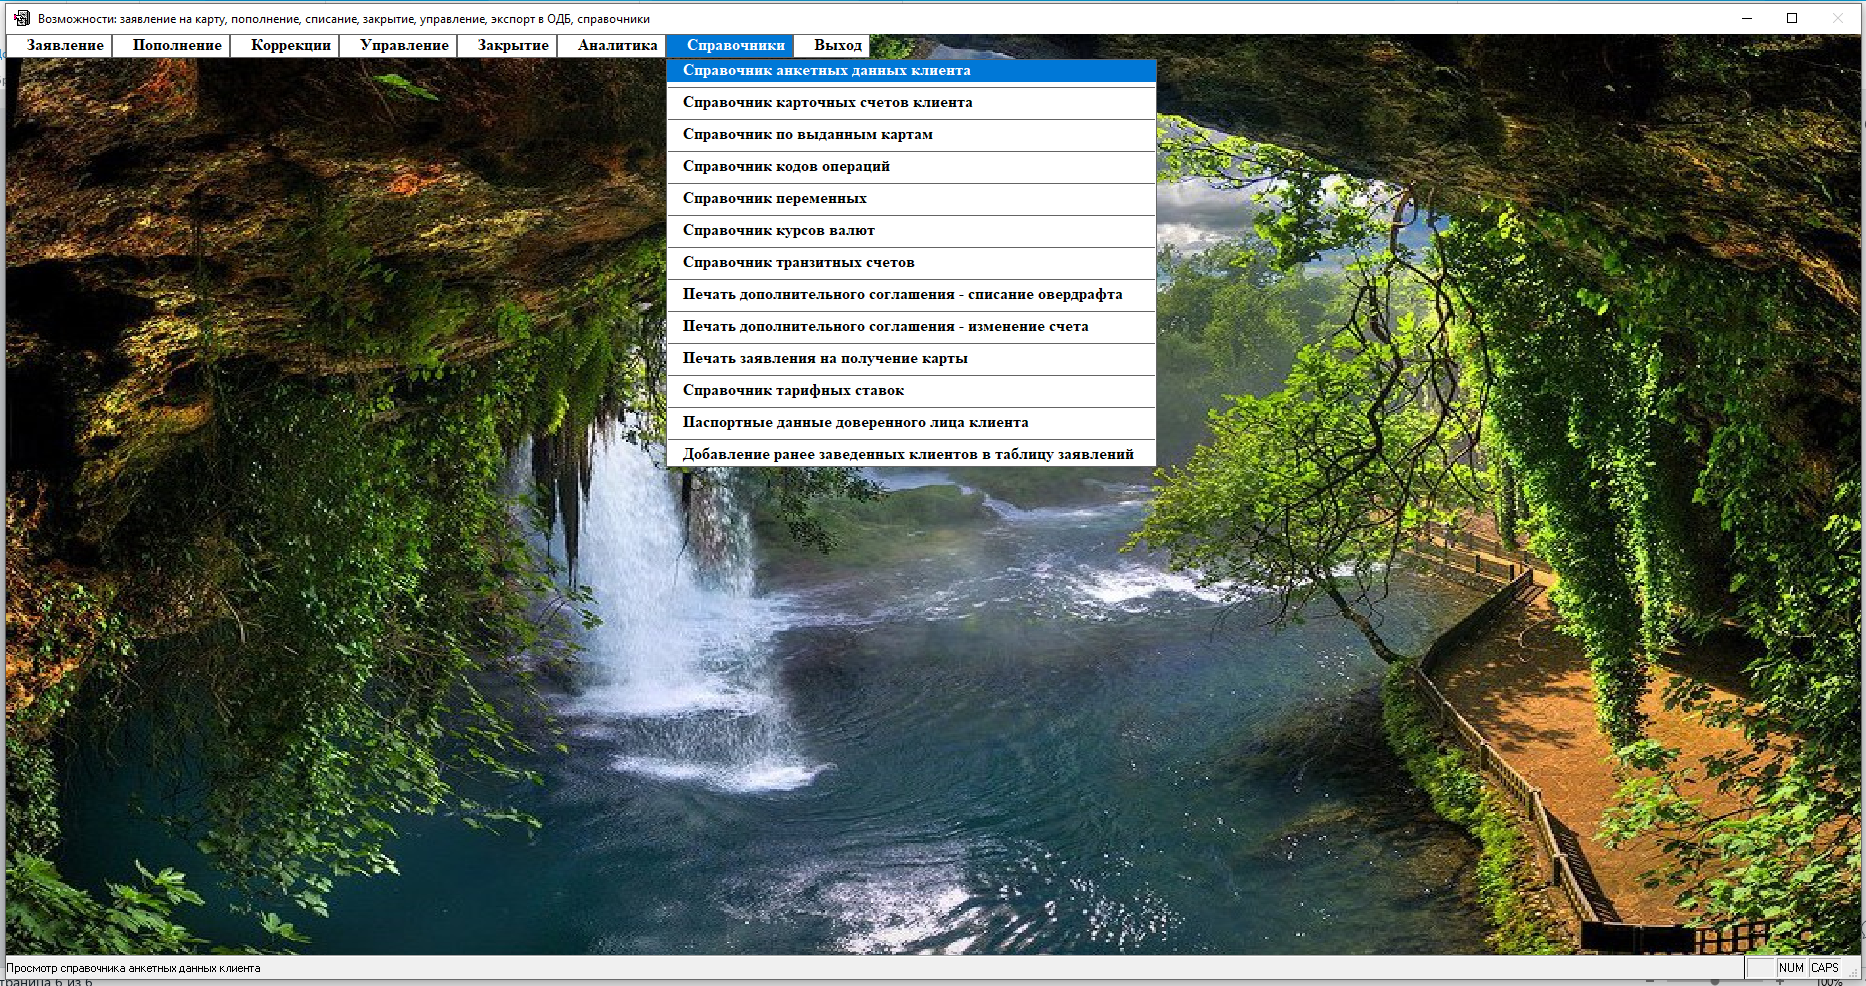 Возможности: заявление на карту, пополнение, списание, закрытие, управление, экспорт в ОДБ, справочники
Заявление Пополнение Коррекции Управление Закрытие Аналитика Справочники Выход
Справочник анкетных данных клиента
Справочник карточных счетов клиента
Справочник по выданным картам
Справочник кодов операций
Справочник переменных
Справочник курсов валют
Справочник транзитных счетов
Печать дополнительного соглашения - списание овердрафта
Печать дополнительного соглашения - изменение счета
Печать заявления на получение карты
Справочник тарифных ставок
Паспортные данные доверенного лица клиента
Добавление ранее заведенных клиентов в таблицу заявлений
Просмотр справочника анкетных данных клиента NUM CAPS
6 из 6 100%